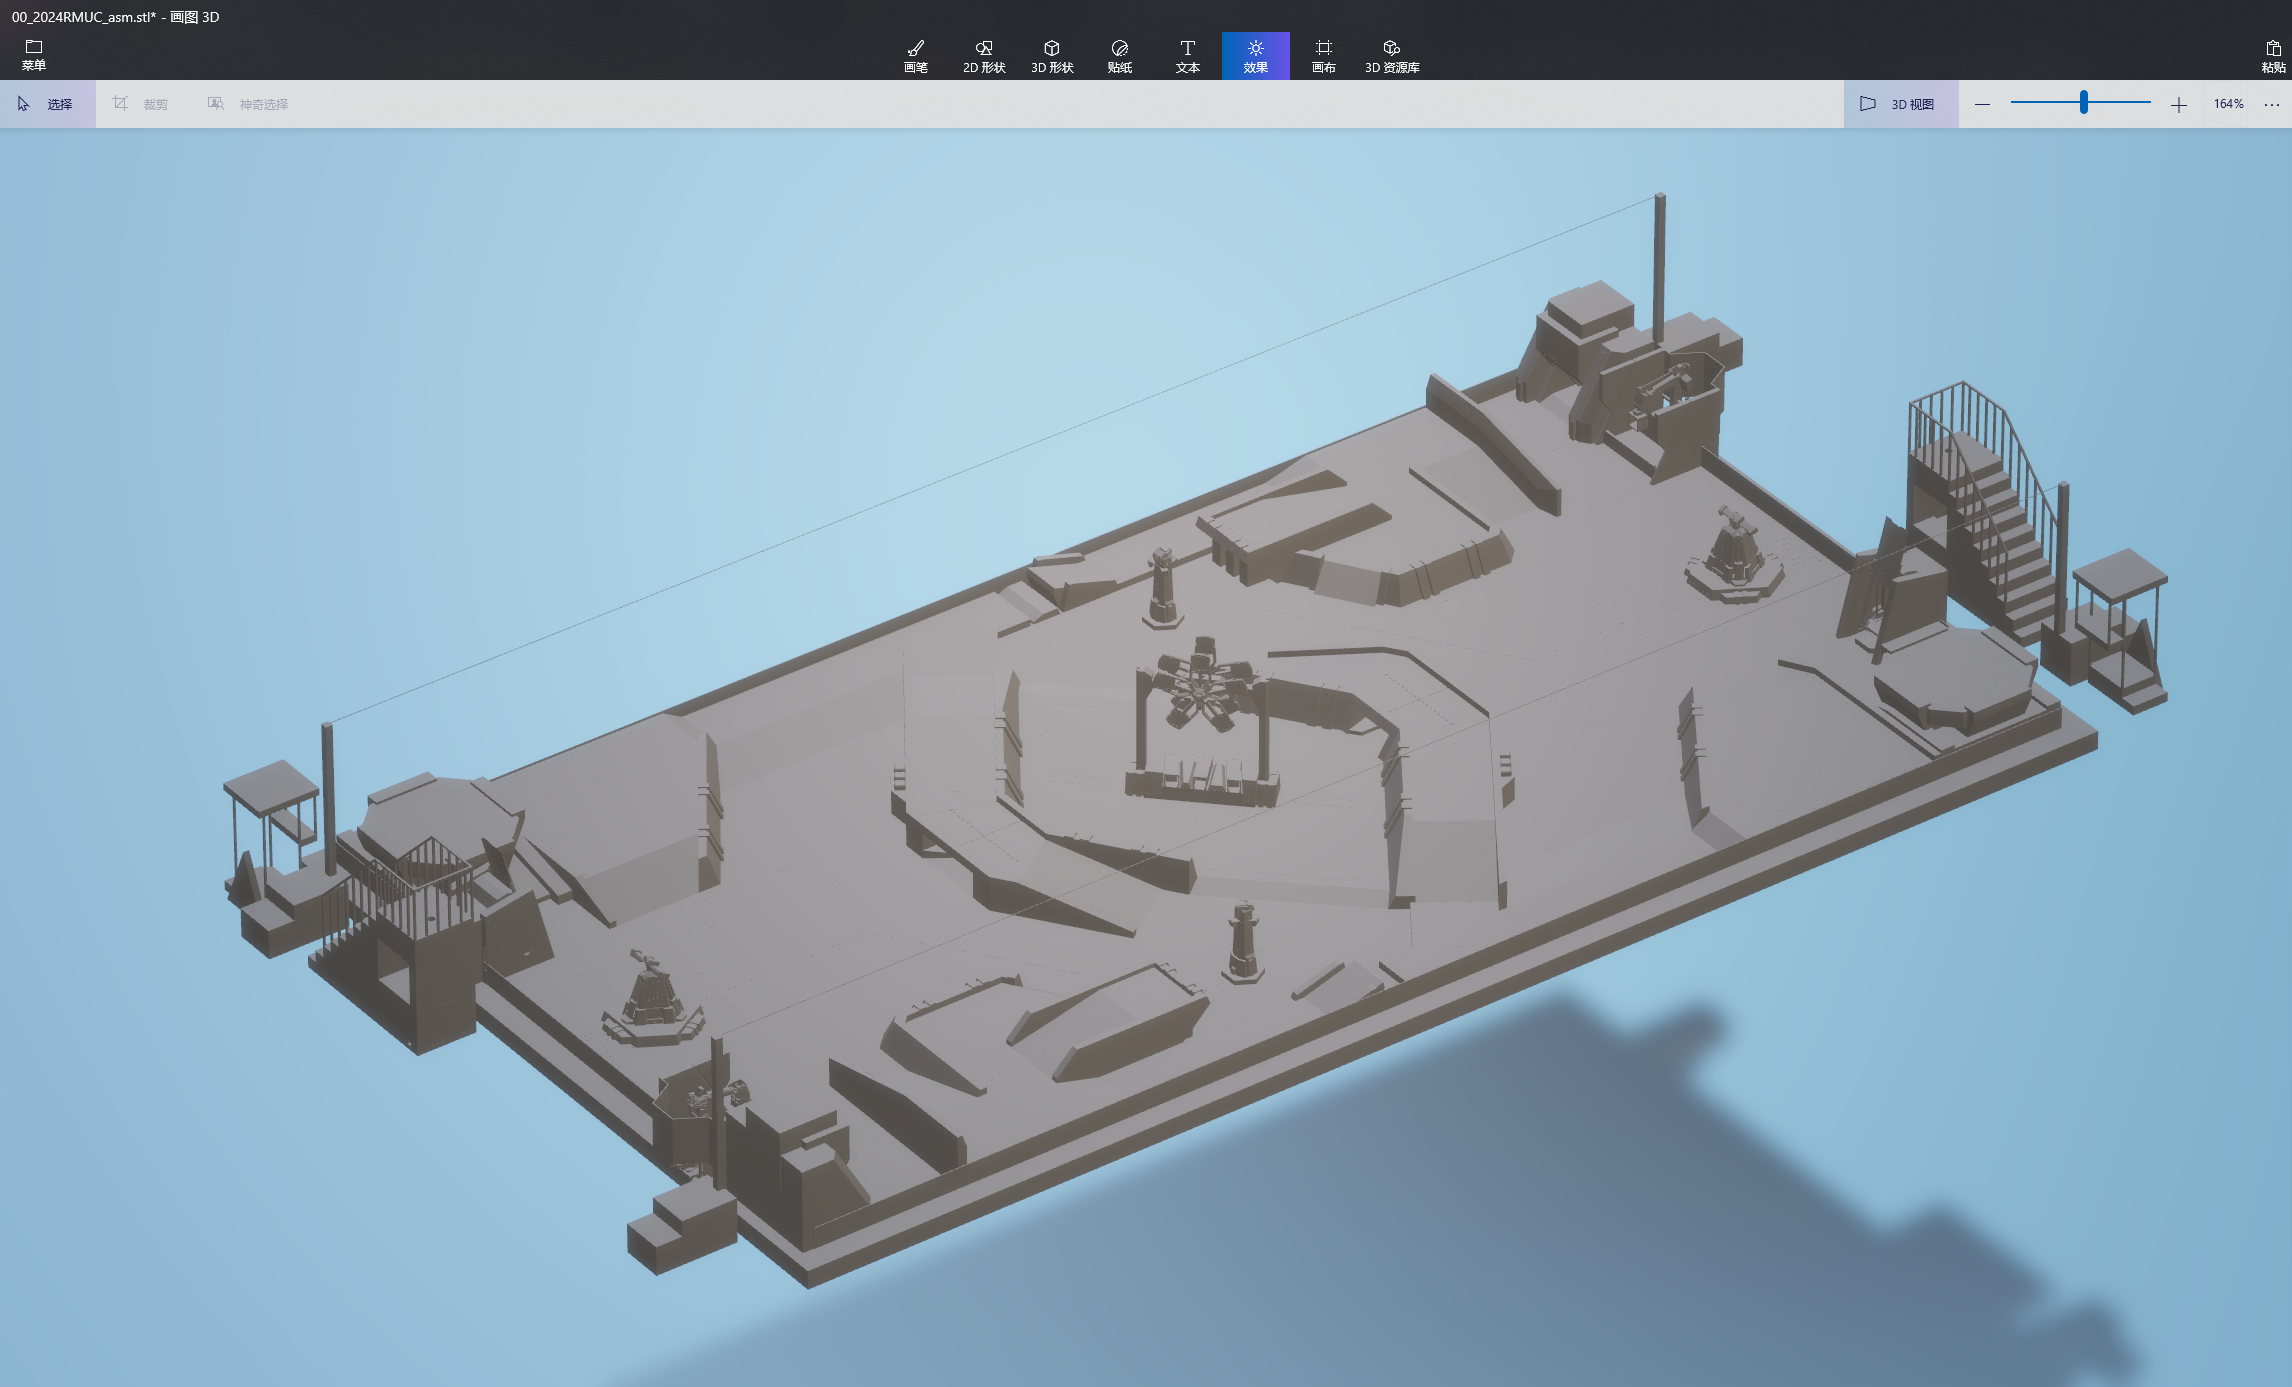 00_2024RMUC_asm.stl* - 画图 3D
菜单
画笔
2D 形状
3D 形状
贴纸
文本
效果
画布
3D 资源库
粘贴
选择
裁剪
神奇选择
3D 视图
164%